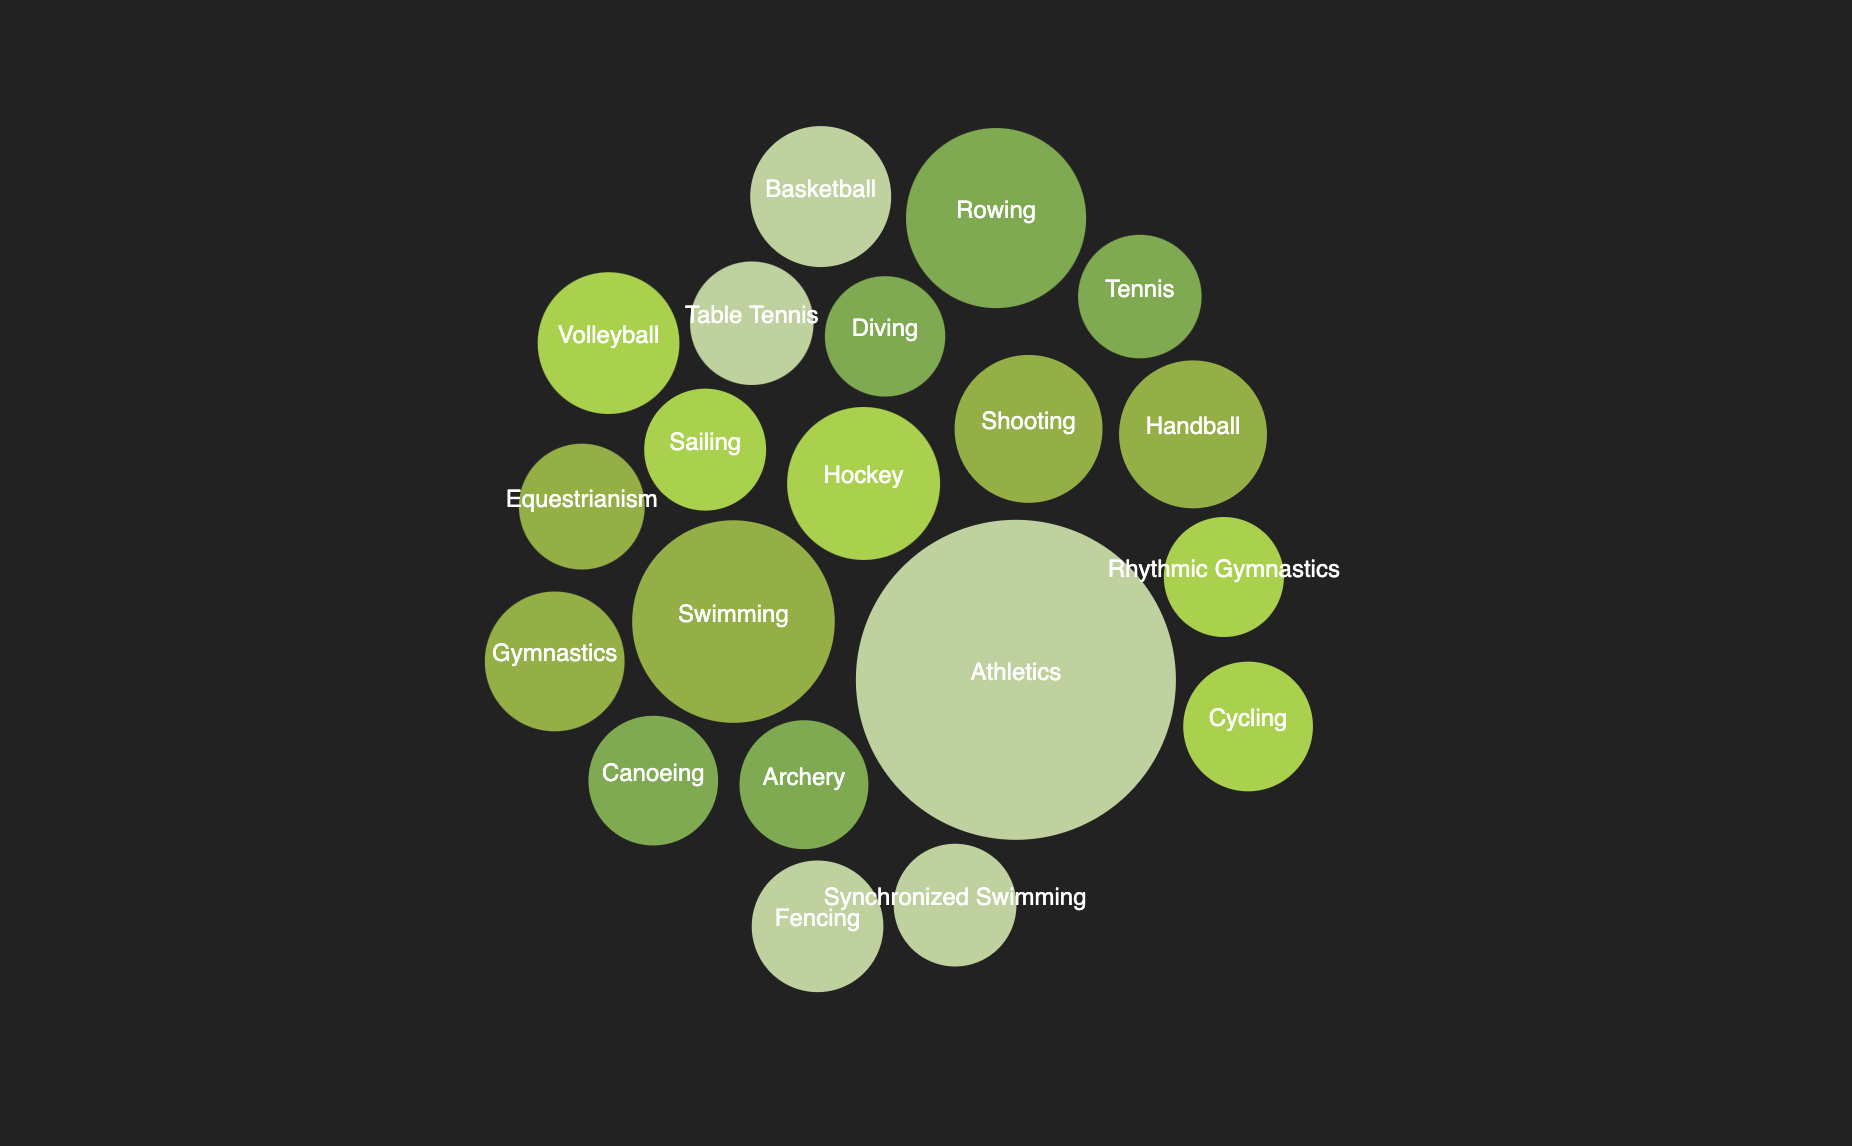 Basketball
Rowing
Tennis
Table Tennis
Diving
Volleyball
Shooting
Handball
Sailing
Hockey
Equestrianism
Rhythmic Gymnastics
Swimming
Gymnastics
Athletics
Cycling
Canoeing
Archery
Synchronized Swimming
Fencing